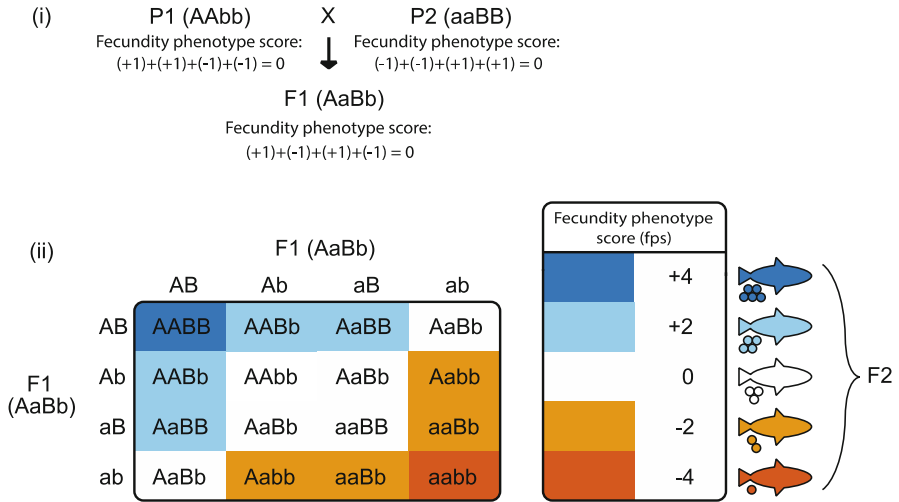 (i)
P1 (AAbb) X P2 (aaBB)
Fecundity phenotype score: Fecundity phenotype score:
(+1)+(+1)+(-1)+(-1) = 0 (-1)+(-1)+(+1)+(+1) = 0
F1 (AaBb)
Fecundity phenotype score:
(+1)+(-1)+(+1)+(-1) = 0
(ii)
F1 (AaBb)
AB Ab aB ab
F1
(AaBb)
AB AABB AABb AaBB AaBb
Ab AABb AAbb AaBb Aabb
aB AaBB AaBb aaBB aaBb
ab AaBb Aabb aaBb aabb
Fecundity phenotype
score (fps)
+4
+2
0
-2
-4
F2